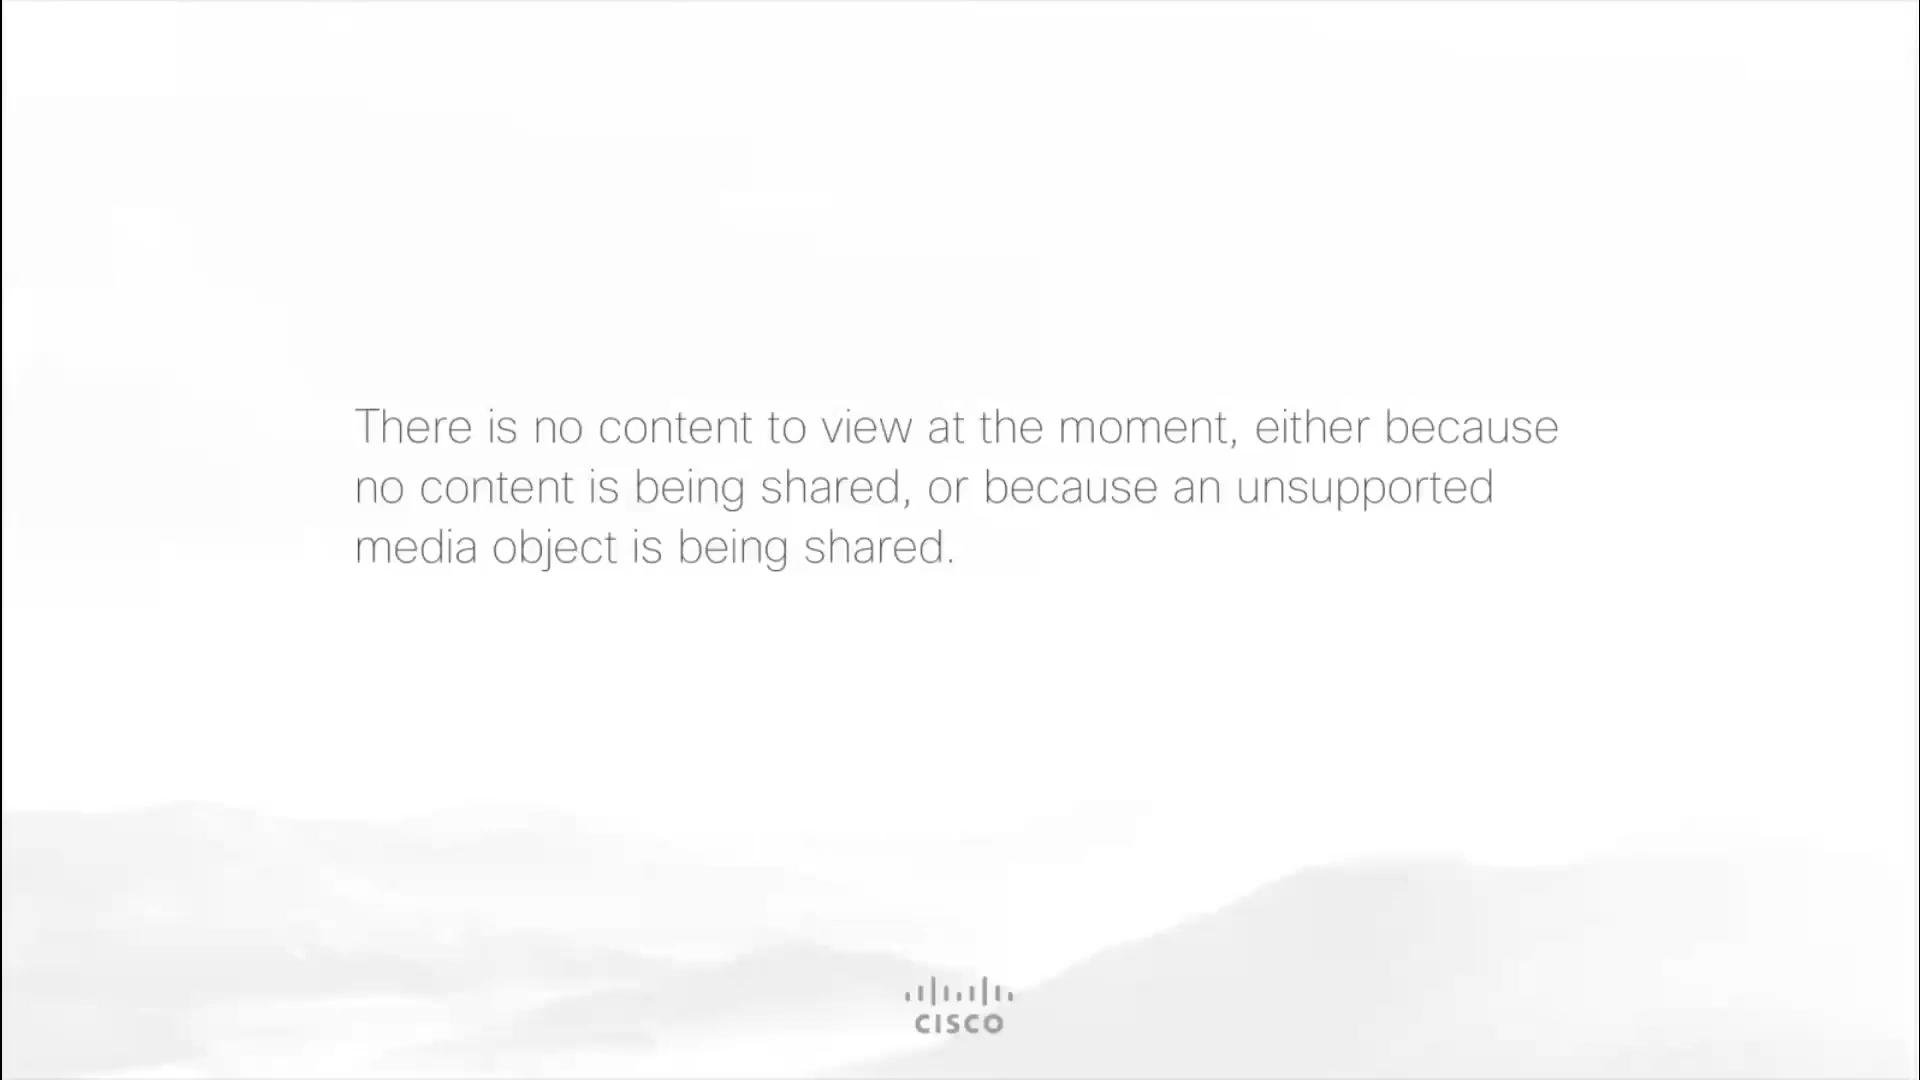 There is no content to view at the moment, either because
no content is being shared, or because an unsupported
media object is being shared.
CISCO